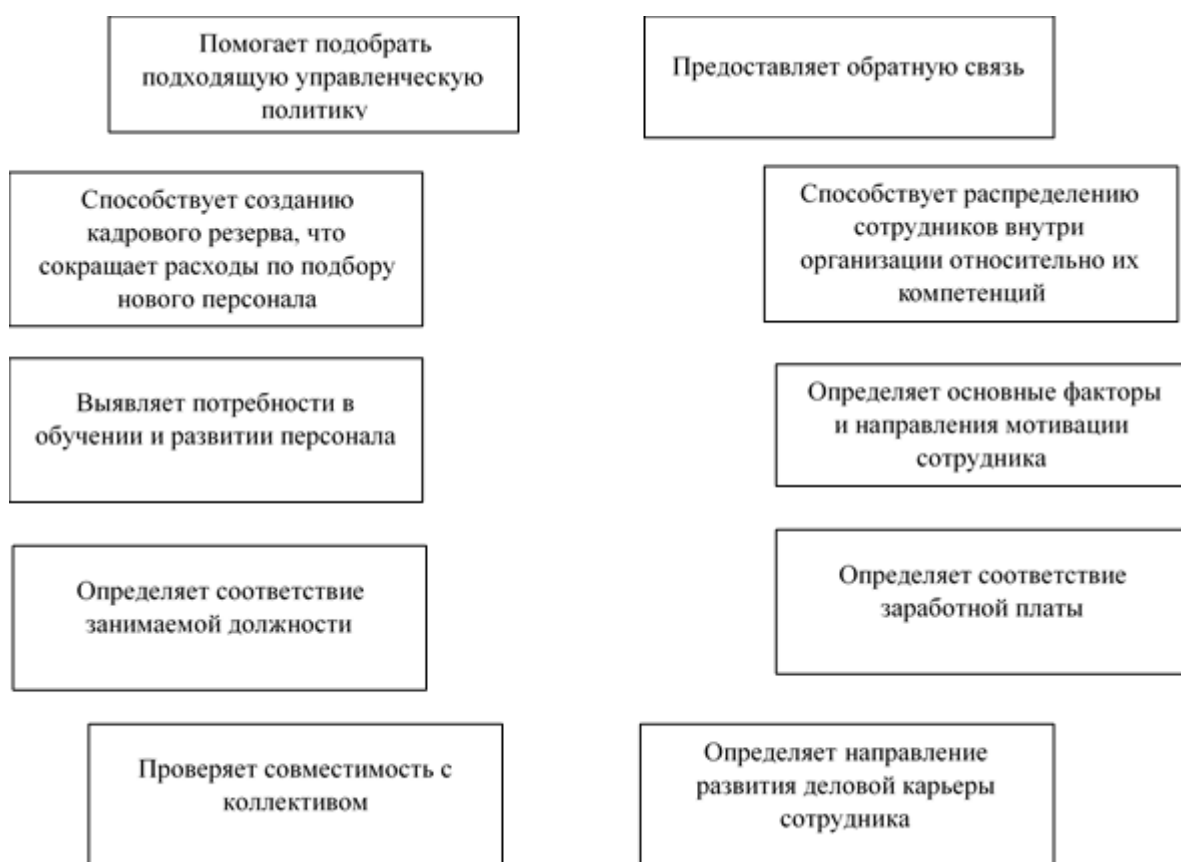 Помогает подобрать
подходящую управленческую
политику
Предоставляет обратную связь
Способствует созданию
кадрового резерва, что
сокращает расходы по подбору
нового персонала
Способствует распределению
сотрудников внутри
организации относительно их
компетенций
Выявляет потребности в
обучении и развитии персонала
Определяет основные факторы
и направления мотивации
сотрудника
Определяет соответствие
занимаемой должности
Определяет соответствие
заработной платы
Проверяет совместимость с
коллективом
Определяет направление
развития деловой карьеры
сотрудника